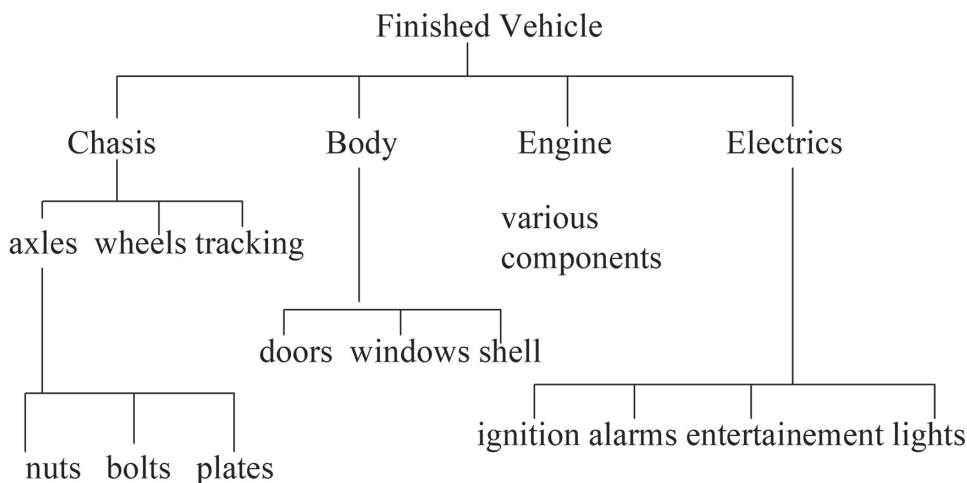 Finished Vehicle
Chasis Body Engine Electrics
various
components
axles wheels tracking
doors windows shell
ignition alarms entertainement lights
nuts bolts plates